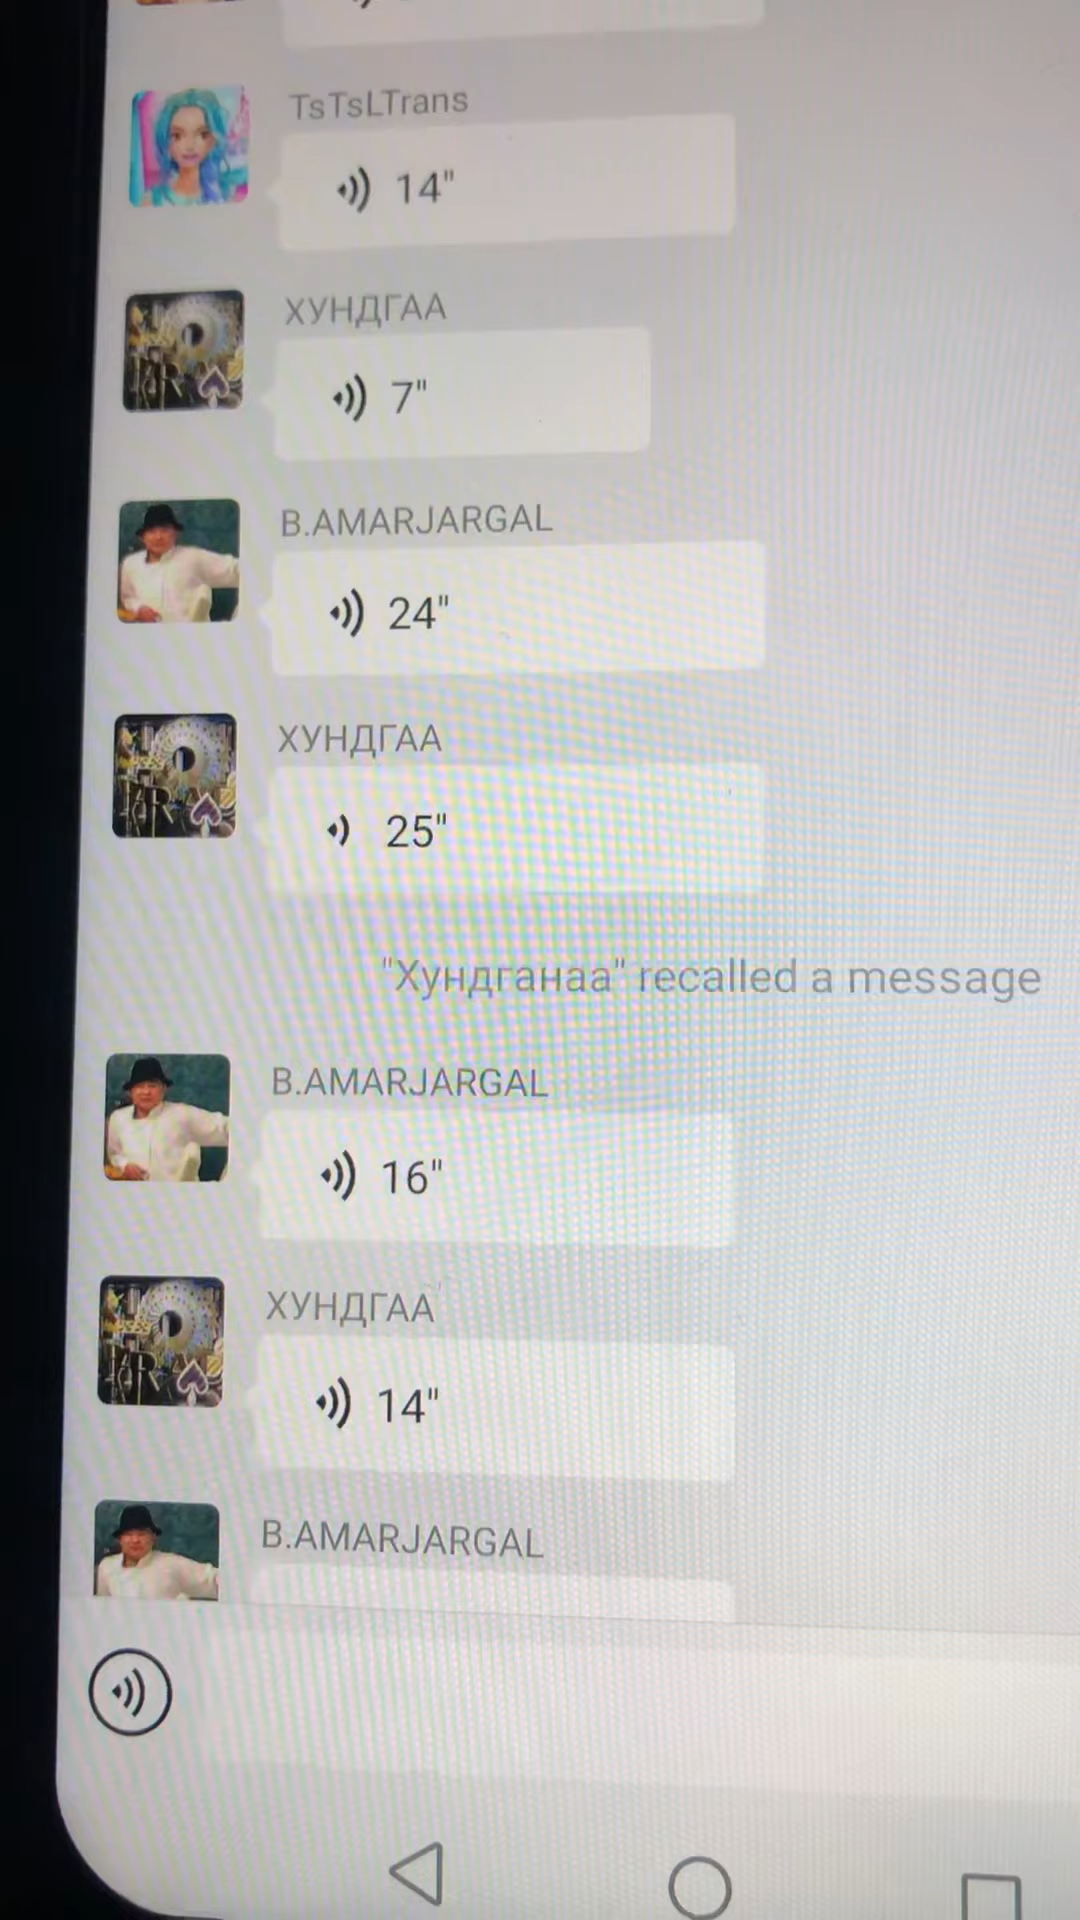 TsTsLTrans
14"
ХУНДГАА
7"
B.AMARJARGAL
24"
ХУНДГАА
25"
"Хундганаа" recalled a message
B.AMARJARGAL
16"
ХУНДГАА
14"
B.AMARJARGAL